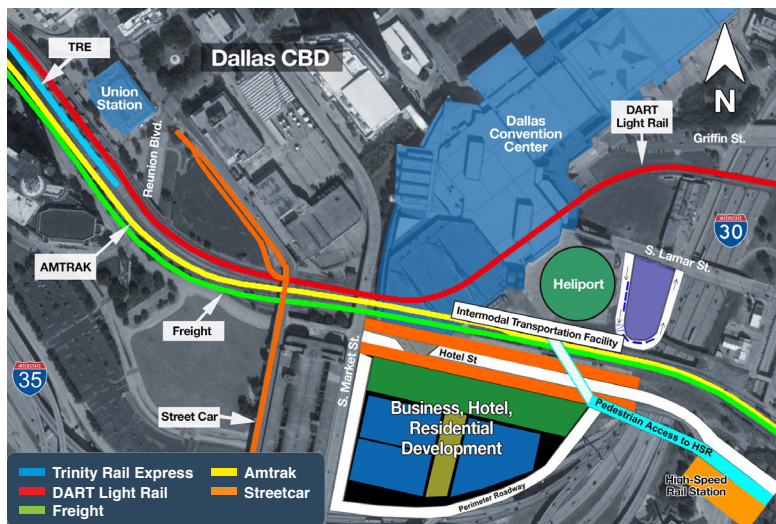 TRE
Dallas CBD
N
Union
Station
Reunion Blvd.
Dallas
Convention
Center
DART
Light Rail
Griffin St.
INTERSTATE
30
S. Lamar St.
AMTRAK
Heliport
Freight
Intermodal Transportation Facility
INTERSTATE
35
S. Market St.
Hotel St
Street Car
Business, Hotel,
Residential
Development
Pedestrian Access to HSR
High-Speed
Rail Station
Perimeter Roadway
Trinity Rail Express
Amtrak
DART Light Rail
Streetcar
Freight